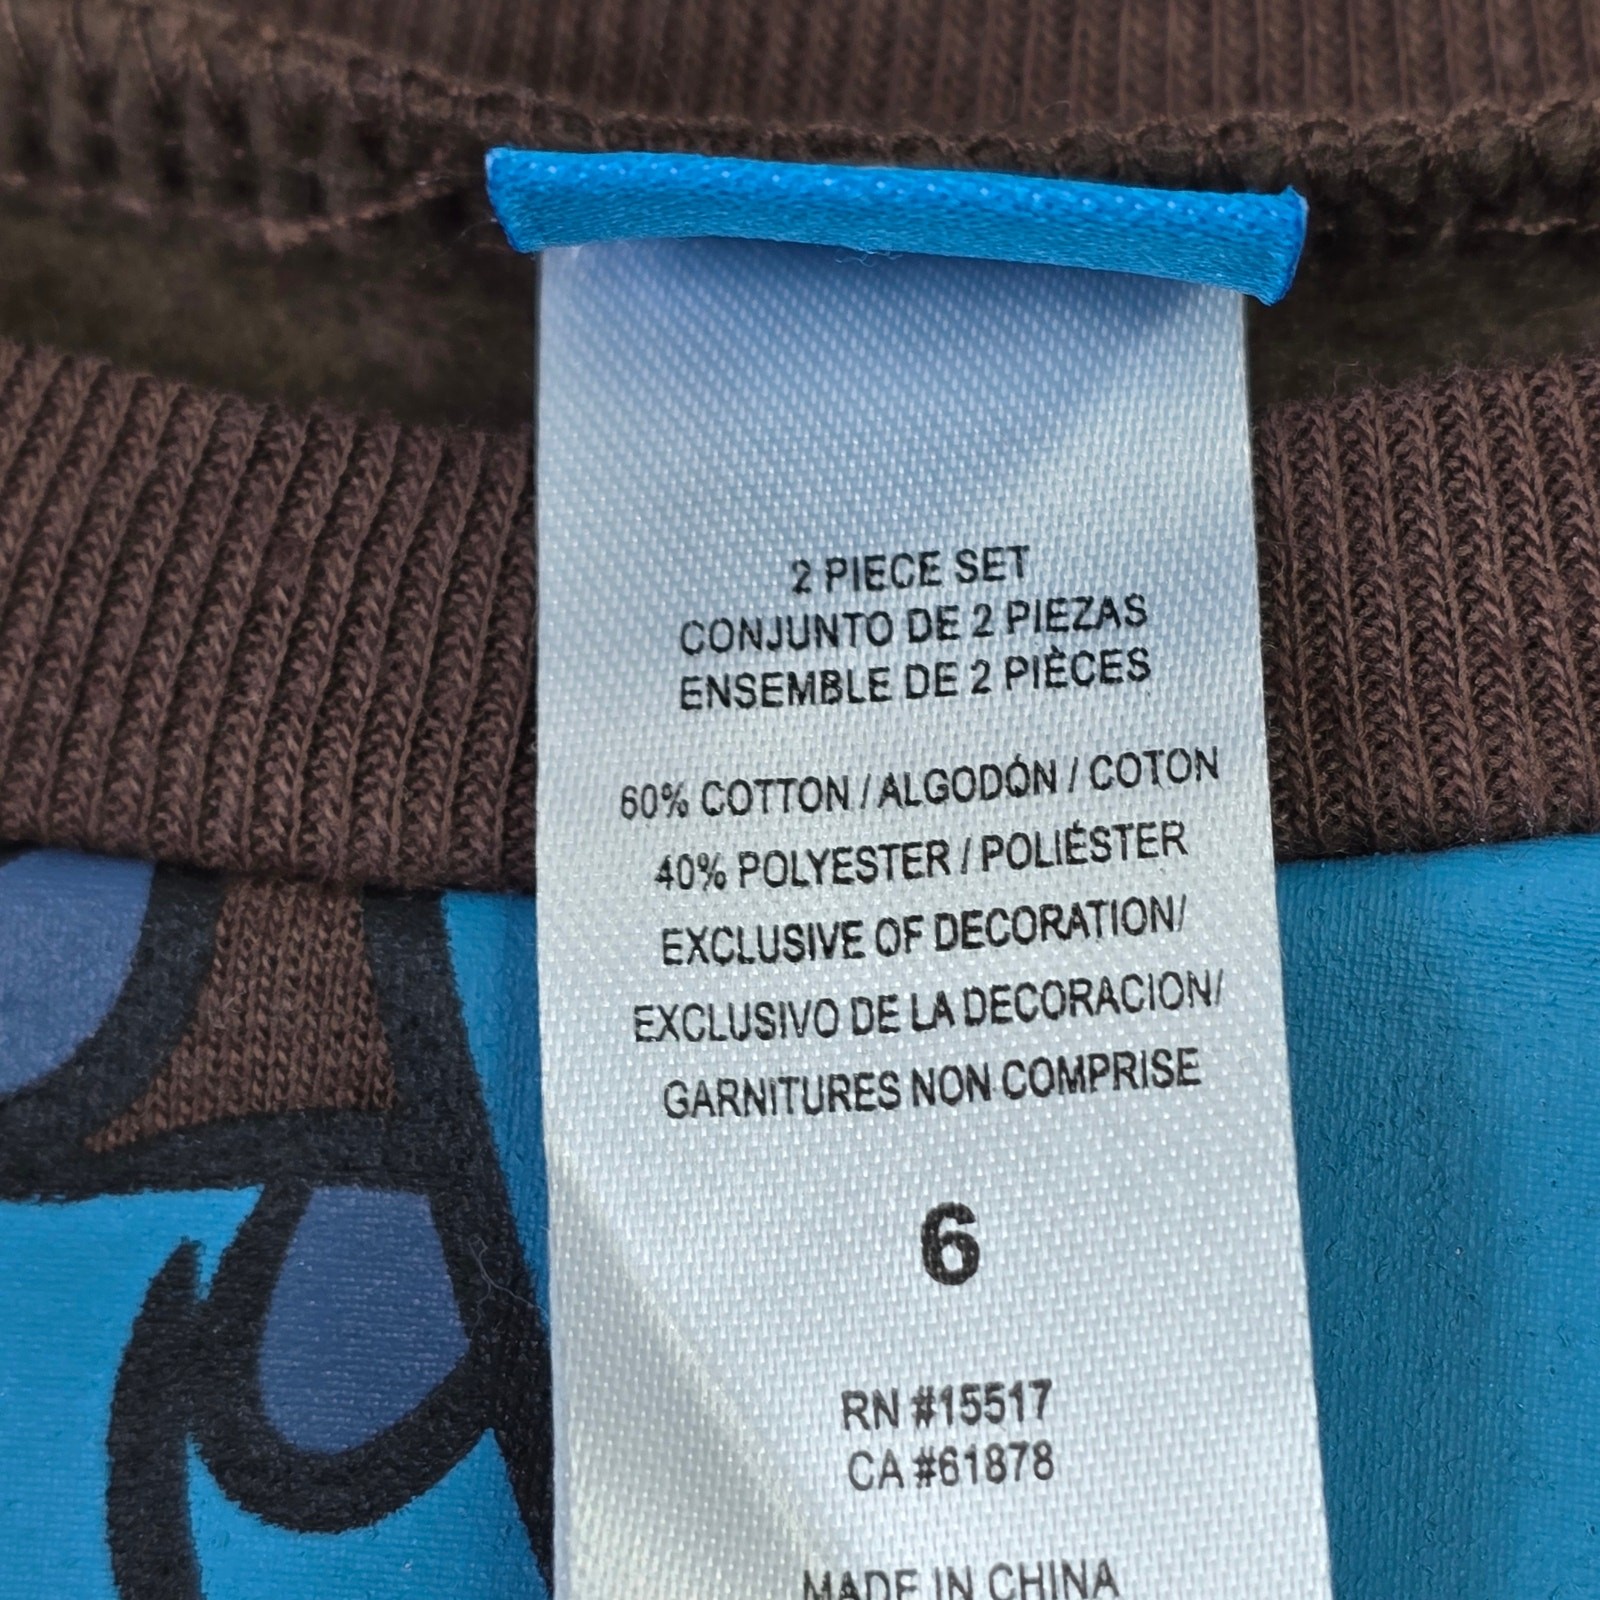 2 PIECE SET
CONJUNTO DE 2 PIEZAS
ENSEMBLE DE 2 PIÈCES
60% COTTON / ALGODÓN / COTON
40% POLYESTER / POLIÉSTER
EXCLUSIVE OF DECORATION/
EXCLUSIVO DE LA DECORACION/
GARNITURES NON COMPRISE
6
RN #15517
CA #61878
MADE IN CHINA